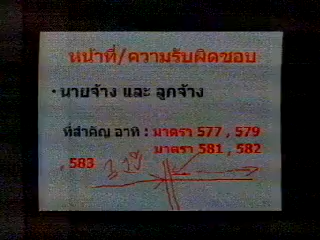 หน้าที่/ความรับผิดชอบ
· นายจ้าง และ ลูกจ้าง
ที่สำคัญ อาทิ : มาตรา 577 , 579
มาตรา 581 , 582
, 583
3 ปี